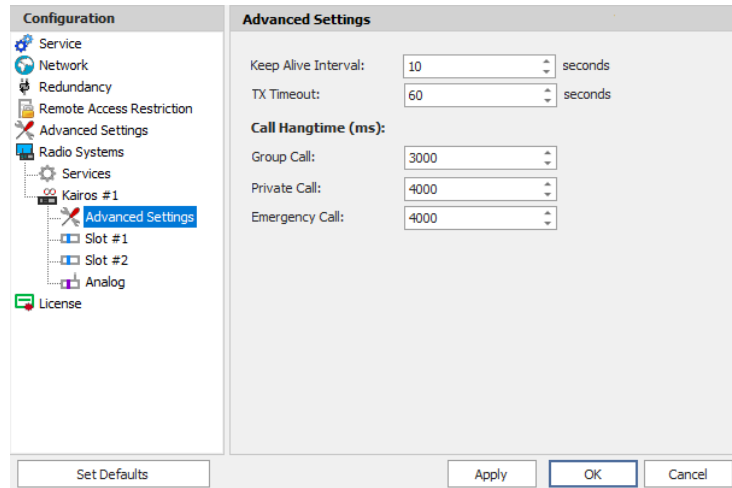 Configuration
Service
Network
Redundancy
Remote Access Restriction
Advanced Settings
Radio Systems
Services
Kairos #1
Advanced Settings
Slot #1
Slot #2
Analog
License
Advanced Settings
Keep Alive Interval: 10 seconds
TX Timeout: 60 seconds
Call Hangtime (ms):
Group Call: 3000
Private Call: 4000
Emergency Call: 4000
Set Defaults Apply OK Cancel